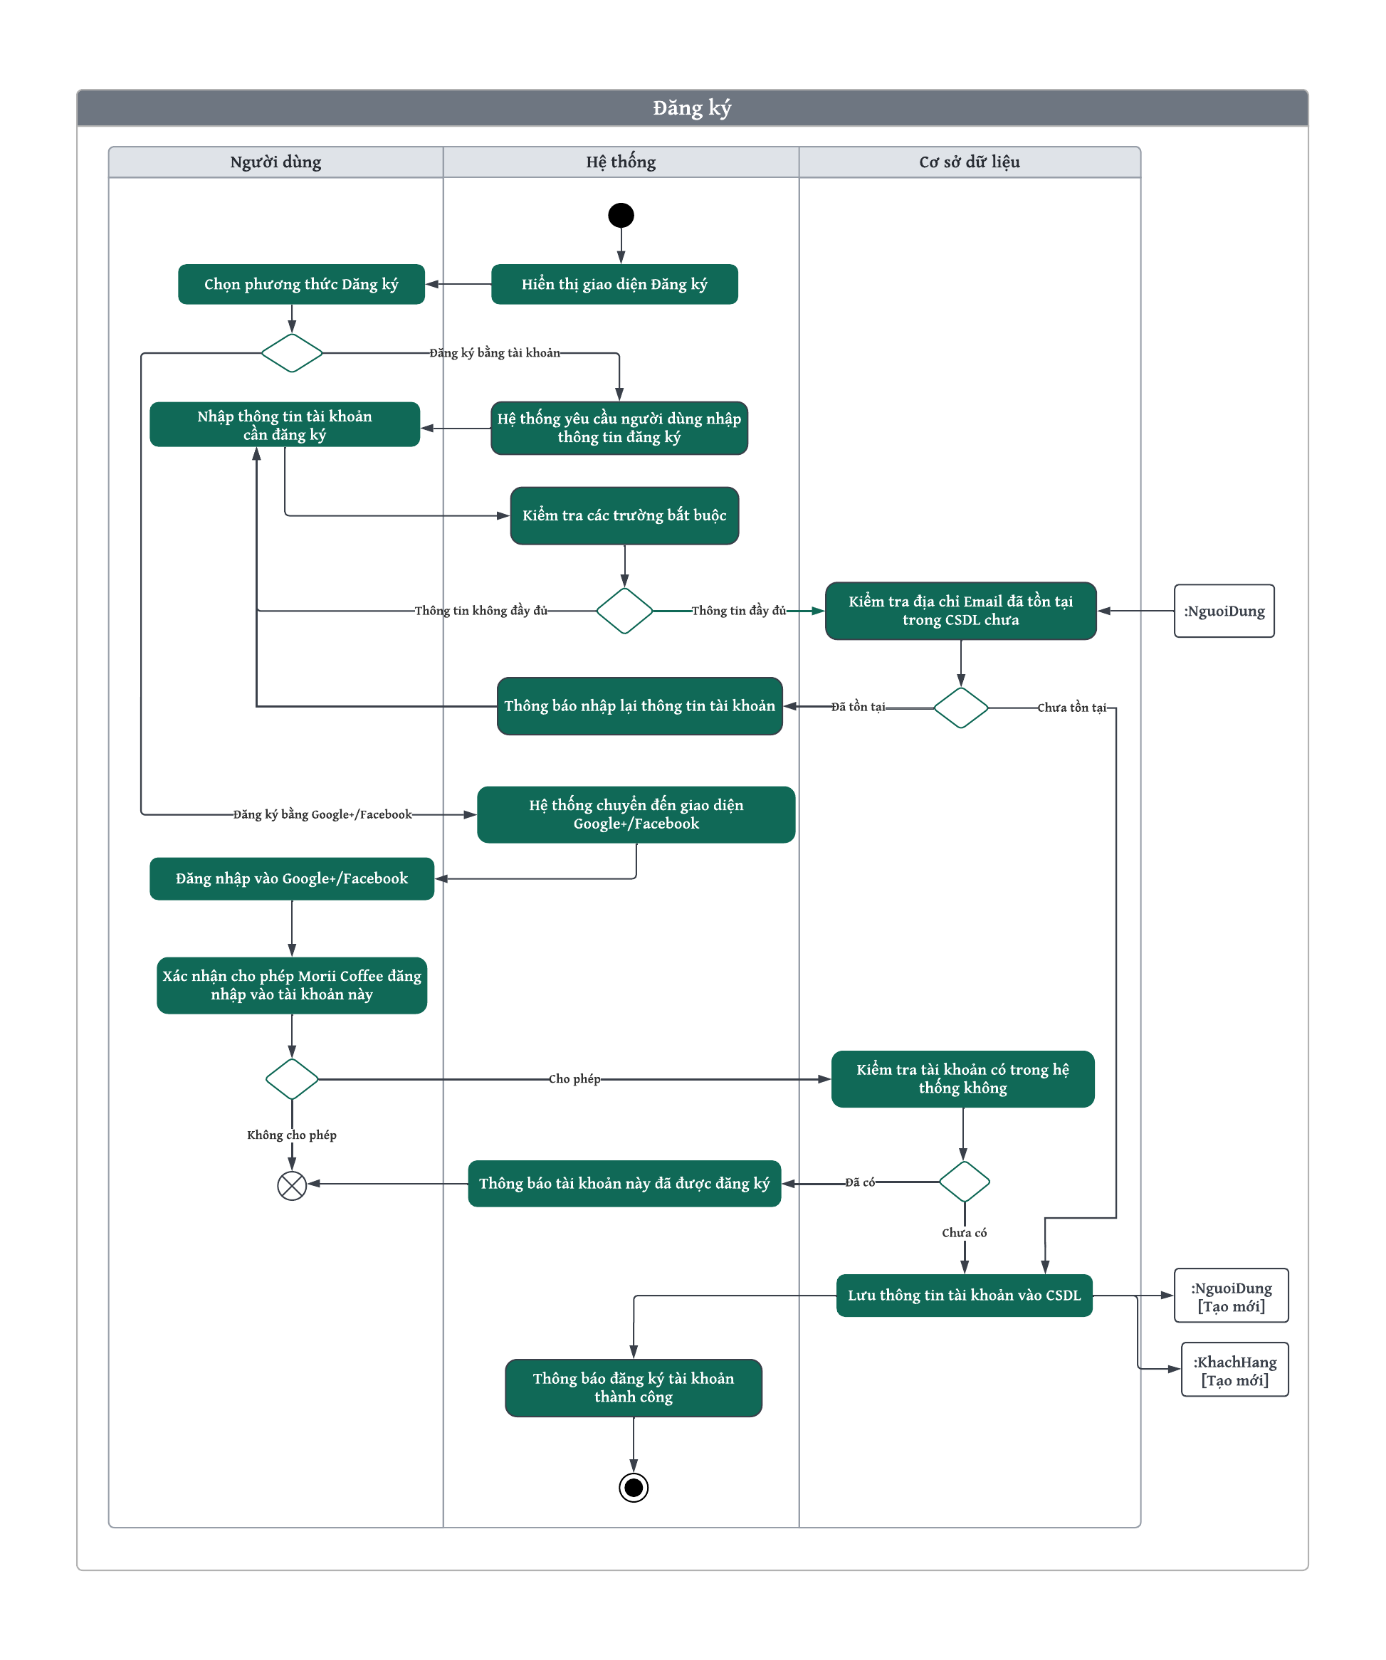 Đăng ký
Người dùng
Hệ thống
Cơ sở dữ liệu
Chọn phương thức Dăng ký
Hiển thị giao diện Đăng ký
Đăng ký bằng tài khoản
Nhập thông tin tài khoản
cần đăng ký
Hệ thống yêu cầu người dùng nhập
thông tin đăng ký
Kiểm tra các trường bắt buộc
Thông tin không đầy đủ
Thông tin đầy đủ
Kiểm tra địa chỉ Email đã tồn tại
trong CSDL chưa
:NguoiDung
Thông báo nhập lại thông tin tài khoản
Đã tồn tại
Chưa tồn tại
Đăng ký bằng Google+/Facebook
Hệ thống chuyển đến giao diện
Google+/Facebook
Đăng nhập vào Google+/Facebook
Xác nhận cho phép Morii Coffee đăng
nhập vào tài khoản này
Cho phép
Kiểm tra tài khoản có trong hệ
thống không
Không cho phép
Thông báo tài khoản này đã được đăng ký
Đã có
Chưa có
Lưu thông tin tài khoản vào CSDL
:NguoiDung
[Tạo mới]
:KhachHang
[Tạo mới]
Thông báo đăng ký tài khoản
thành công